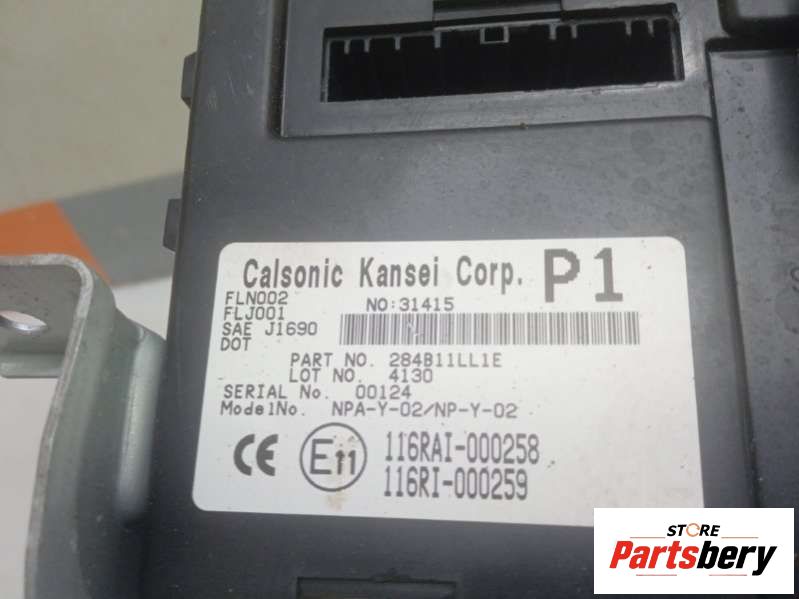 Calsonic Kansei Corp. P1
FLN002 NO:31415
FLJ001
SAE J1690
DOT
PART NO. 284B11LL1E
LOT NO. 4130
SERIAL No. 00124
ModelNo. NPA-Y-02/NP-Y-02
CE E11 116RAI-000258
116RI-000259
STORE
Partsbery